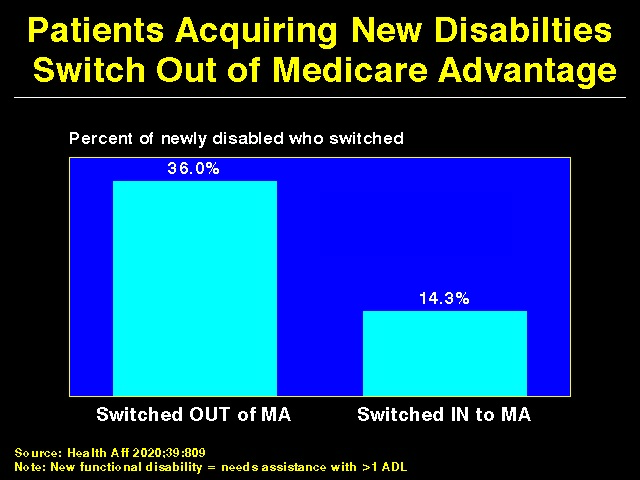 Patients Acquiring New Disabilties
Switch Out of Medicare Advantage
Percent of newly disabled who switched
36.0%
14.3%
Switched OUT of MA
Switched IN to MA
Source: Health Aff 2020;39:809
Note: New functional disability = needs assistance with >1 ADL